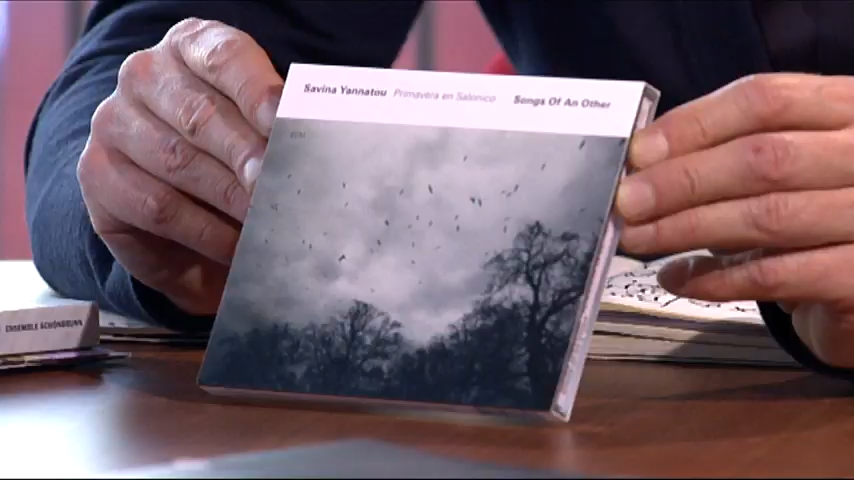 Savina Yannatou Primavera en Salonico Songs Of An Other
ECM
ENSEMBLE SCHÖNBRUNN